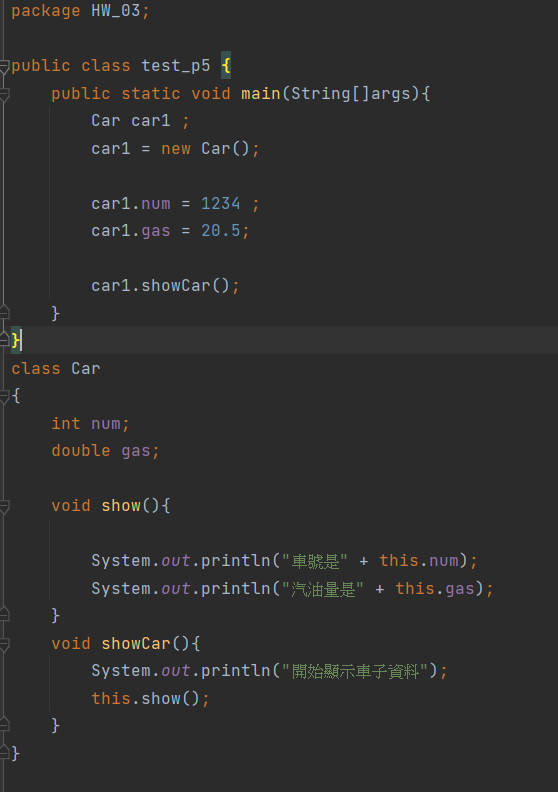 package HW_03;
public class test_p5 {
public static void main(String[]args){
Car car1 ;
car1 = new Car();
car1.num = 1234 ;
car1.gas = 20.5;
car1.showCar();
}
}
class Car
{
int num;
double gas;
void show(){
System.out.println("車號是" + this.num);
System.out.println("汽油量是" + this.gas);
}
void showCar(){
System.out.println("開始顯示車子資料");
this.show();
}
}